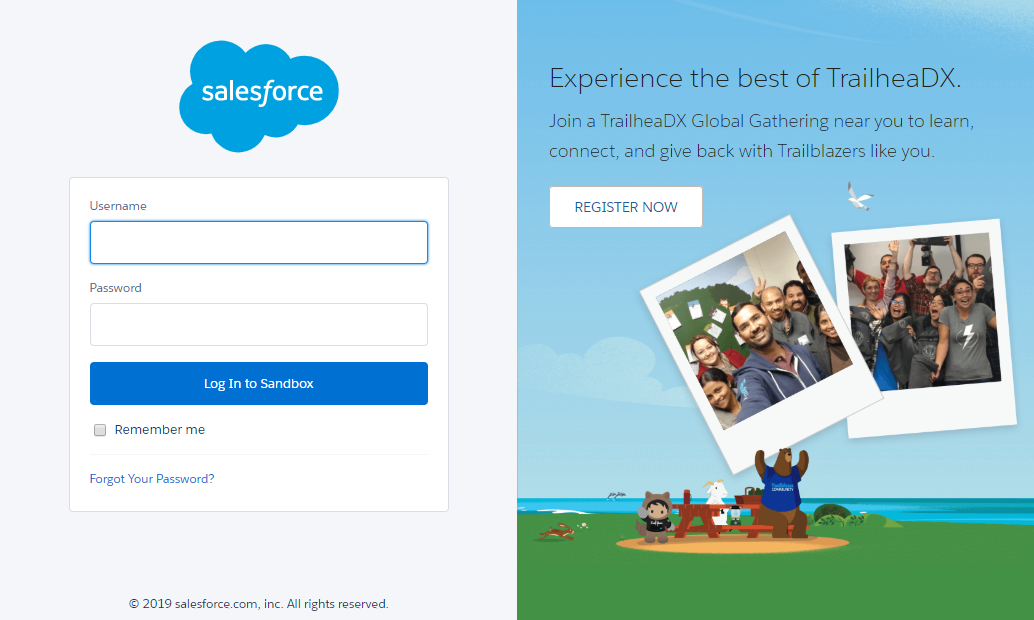 salesforce
Username
Password
Log In to Sandbox
Remember me
Forgot Your Password?
© 2019 salesforce.com, inc. All rights reserved.
Experience the best of TrailheaDX.
Join a TrailheaDX Global Gathering near you to learn,
connect, and give back with Trailblazers like you.
REGISTER NOW
COMMUNITY